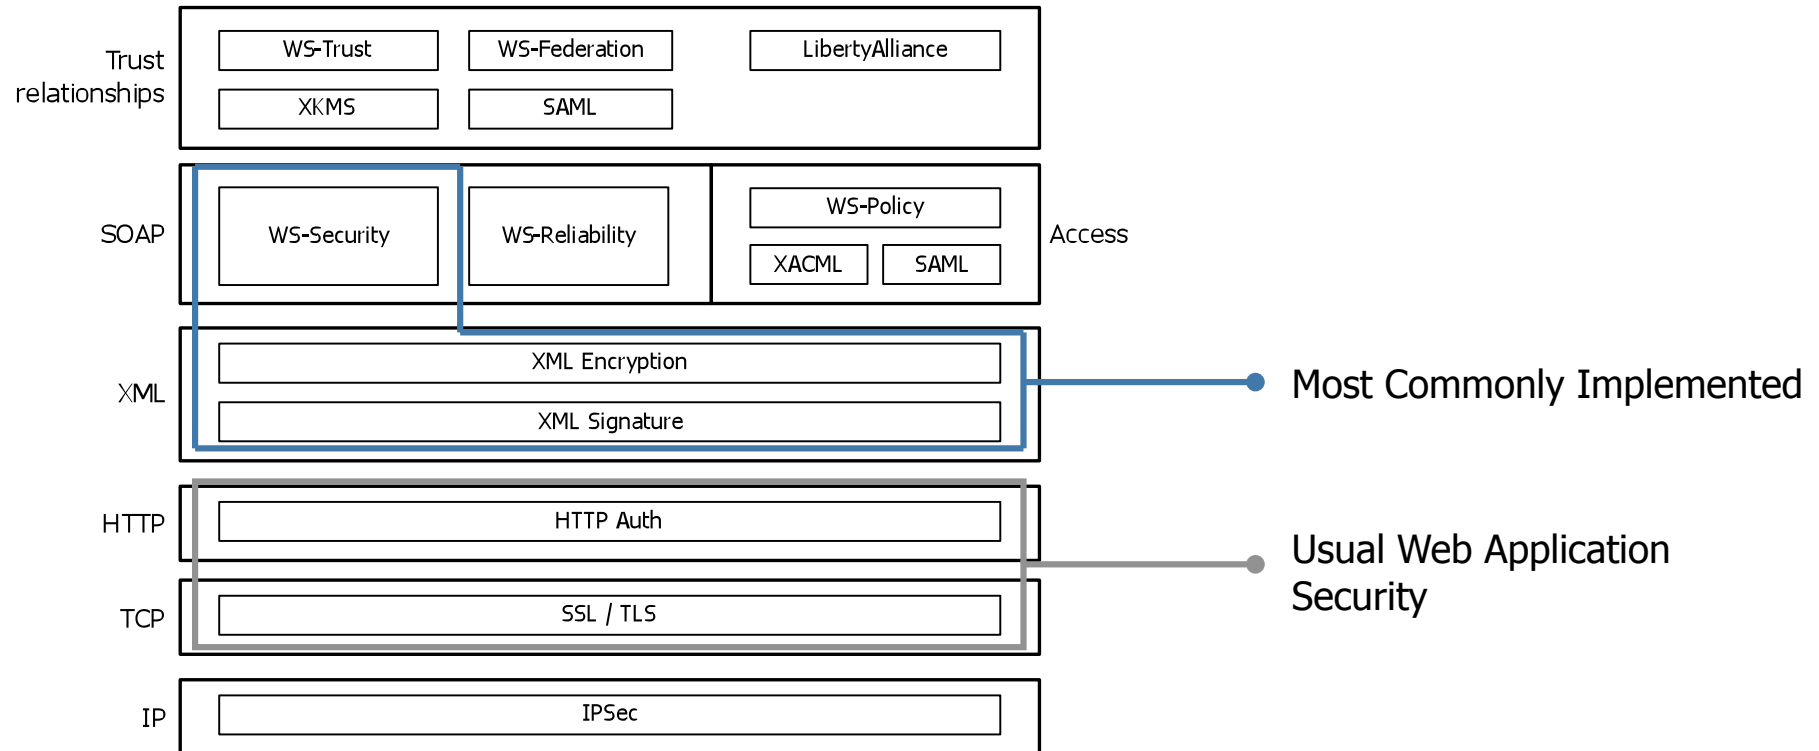 Trust
relationships
WS-Trust
WS-Federation
LibertyAlliance
XKMS
SAML
SOAP
WS-Security
WS-Reliability
WS-Policy
XACML
SAML
Access
XML
XML Encryption
XML Signature
Most Commonly Implemented
HTTP
HTTP Auth
Usual Web Application
Security
TCP
SSL / TLS
IP
IPSec